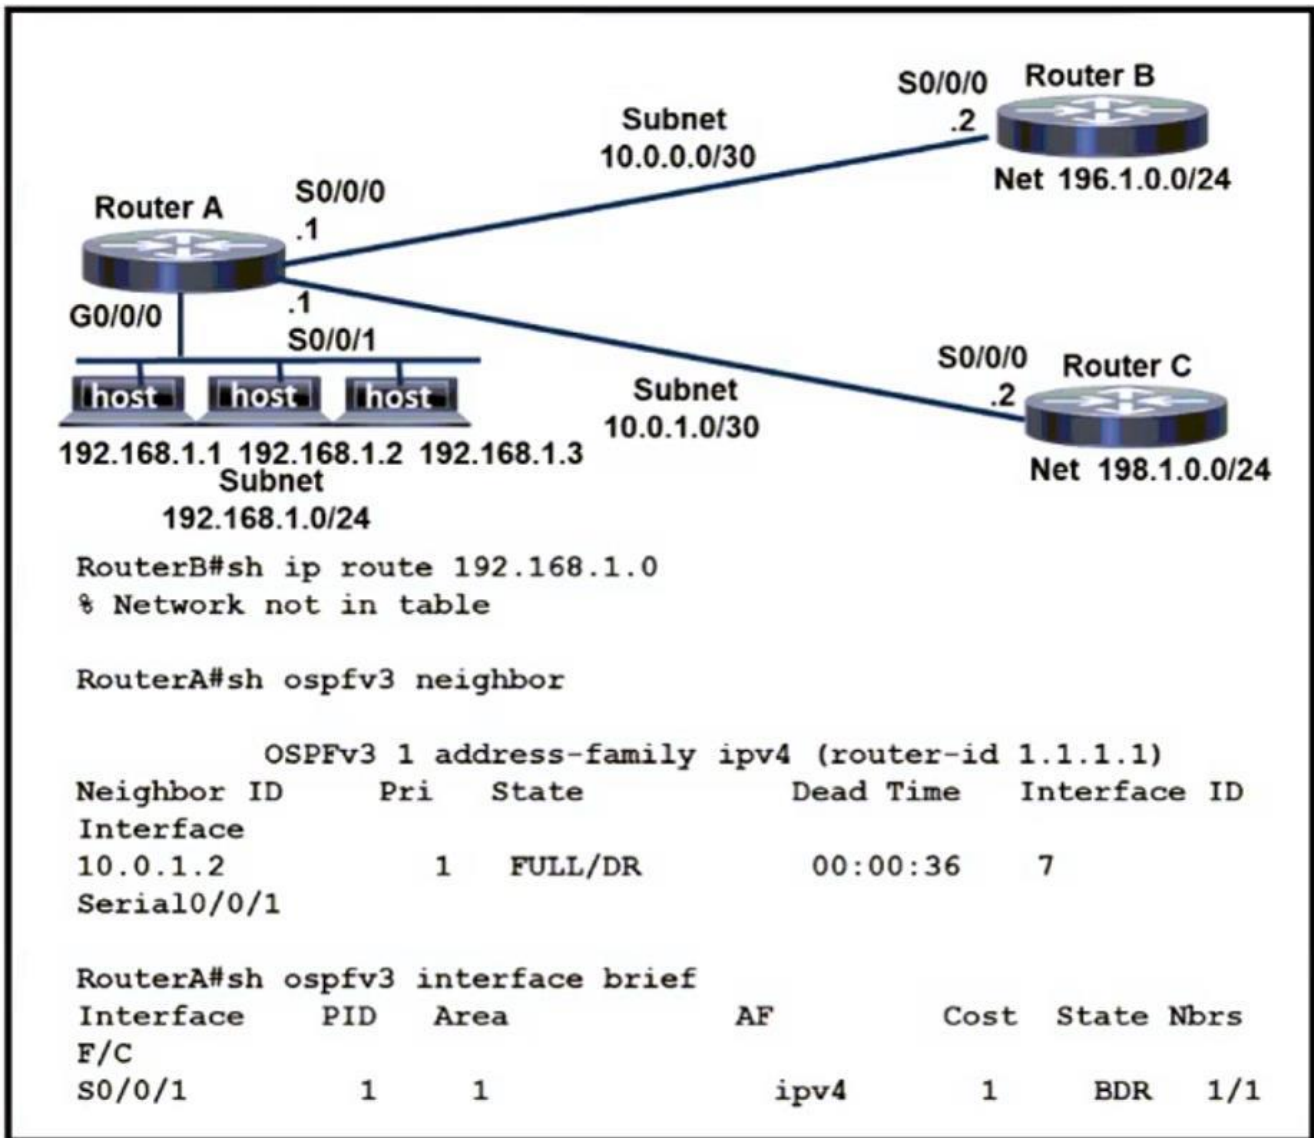 S0/0/0 Router B
Subnet .2
10.0.0.0/30
Net 196.1.0.0/24
S0/0/0
Router A
.1
G0/0/0 .1
S0/0/1
S0/0/0 Router C
host host host
Subnet .2
10.0.1.0/30
192.168.1.1 192.168.1.2 192.168.1.3
Net 198.1.0.0/24
Subnet
192.168.1.0/24
RouterB#sh ip route 192.168.1.0
% Network not in table
RouterA#sh ospfv3 neighbor
OSPFv3 1 address-family ipv4 (router-id 1.1.1.1)
Neighbor ID Pri State Dead Time Interface ID
Interface
10.0.1.2 1 FULL/DR 00:00:36 7
Serial0/0/1
RouterA#sh ospfv3 interface brief
Interface PID Area AF Cost State Nbrs
F/C
S0/0/1 1 1 ipv4 1 BDR 1/1